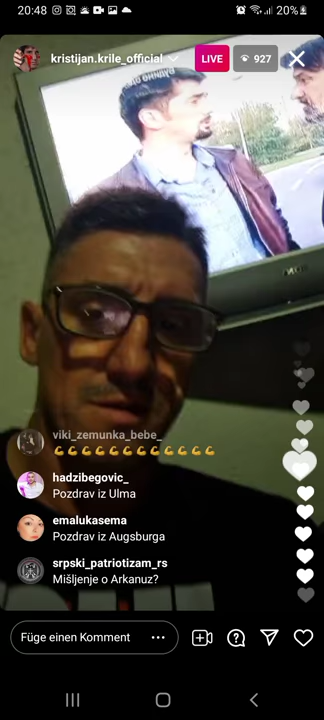 20:48
20%
kristijan.krile_official
LIVE
927
viki_zemunka_bebe_
💪💪💪💪💪💪💪💪💪💪💪💪
hadzibegovic_
Pozdrav iz Ulma
emalukasema
Pozdrav iz Augsburga
srpski_patriotizam_rs
Mišljenje o Arkanuz?
Füge einen Kommentar